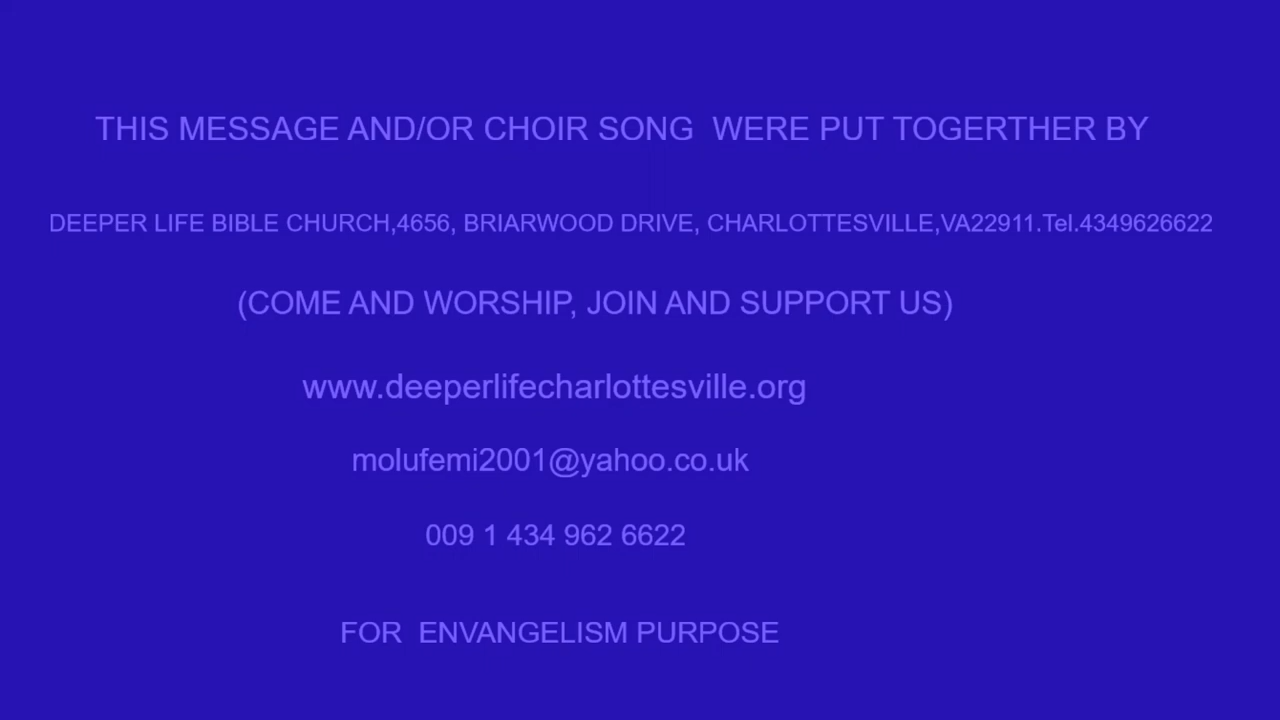 THIS MESSAGE AND/OR CHOIR SONG  WERE PUT TOGERTHER BY
DEEPER LIFE BIBLE CHURCH,4656, BRIARWOOD DRIVE, CHARLOTTESVILLE,VA22911.Tel.4349626622
(COME AND WORSHIP, JOIN AND SUPPORT US)
www.deeperlifecharlottesville.org
molufemi2001@yahoo.co.uk
009 1 434 962 6622
FOR  ENVANGELISM PURPOSE